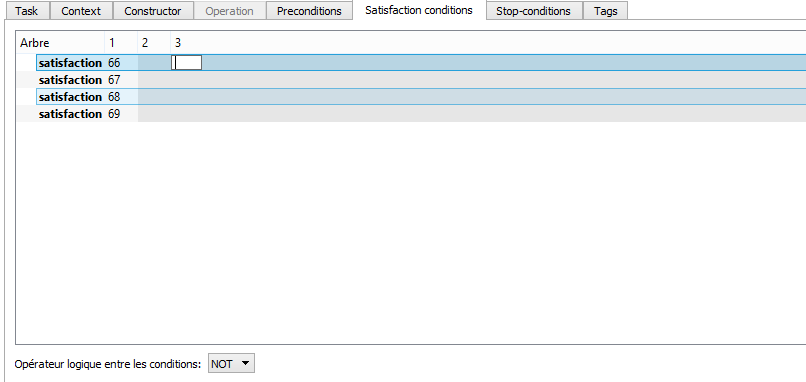 Task Context Constructor Operation Preconditions Satisfaction conditions Stop-conditions Tags
Arbre 1 2 3
satisfaction 66
satisfaction 67
satisfaction 68
satisfaction 69
Opérateur logique entre les conditions: NOT